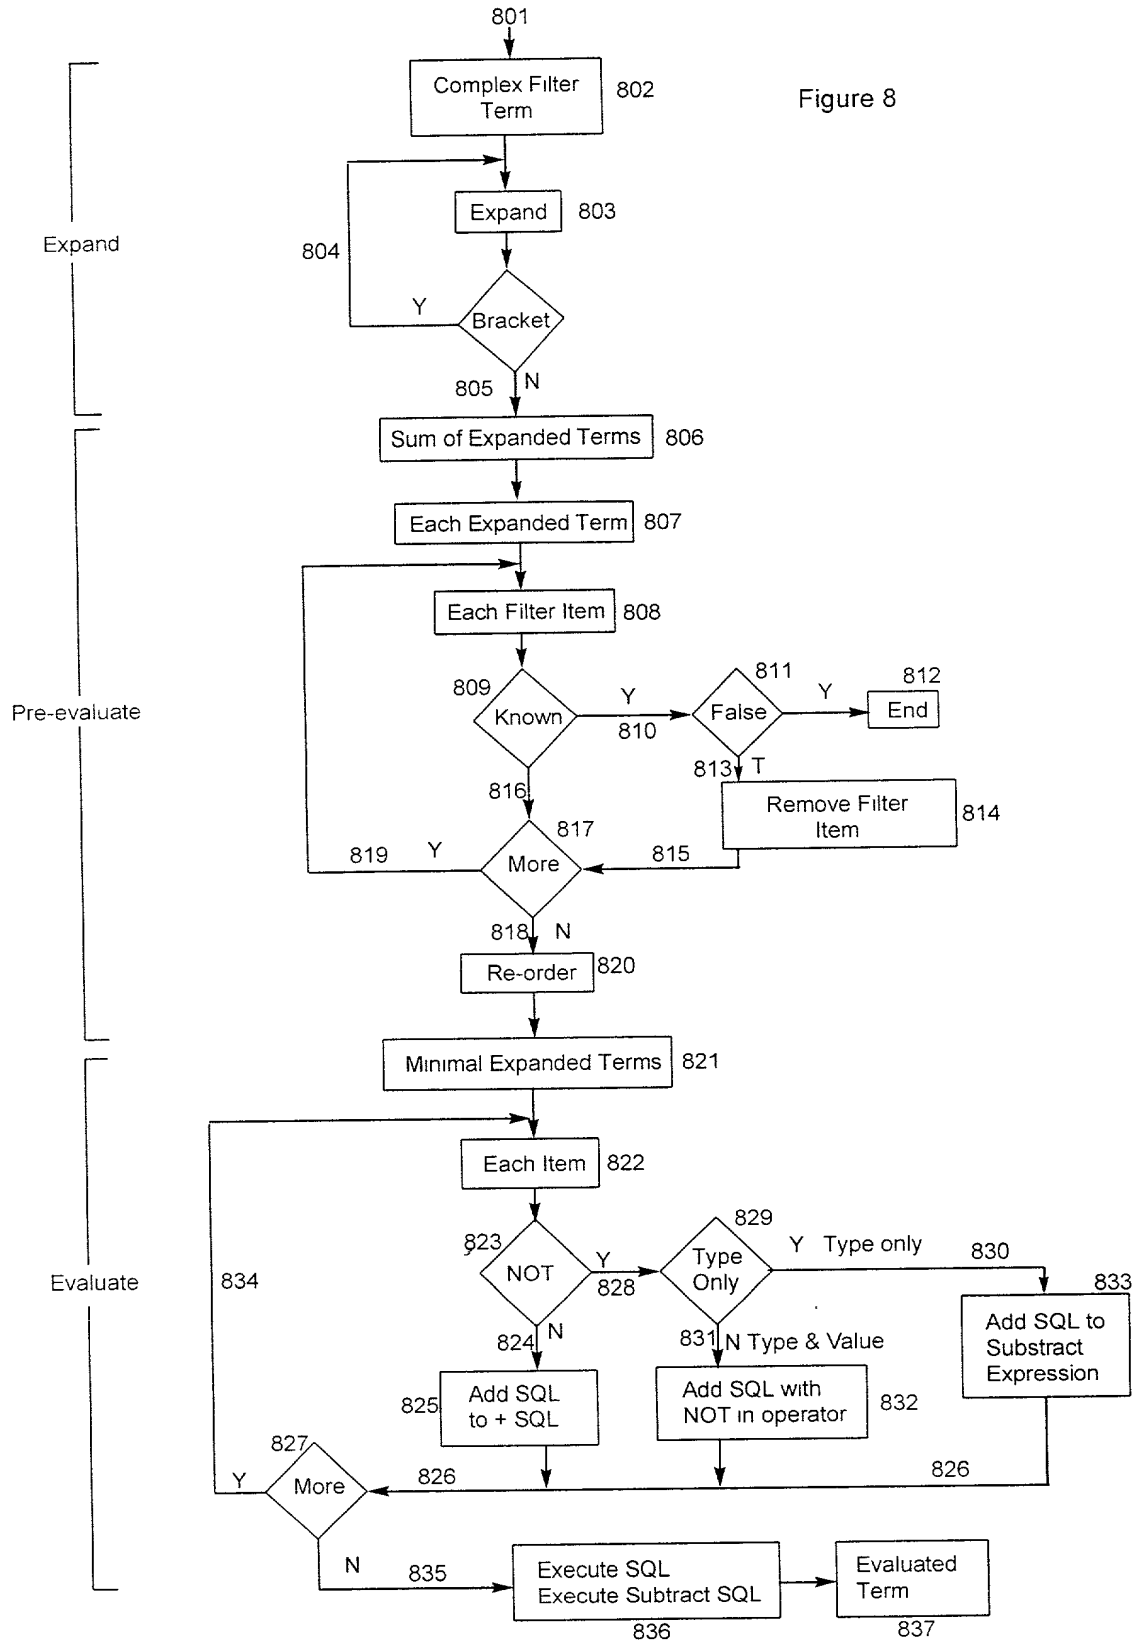 801
Complex Filter
Term
802
Figure 8
Expand
803
Expand
804
Y
Bracket
805
N
Sum of Expanded Terms
806
Each Expanded Term
807
Each Filter Item
808
Pre-evaluate
809
Known
Y
810
811
False
Y
812
End
813
T
Remove Filter
Item
814
815
816
817
More
Y
819
818
N
Re-order
820
Minimal Expanded Terms
821
Each Item
822
Evaluate
834
823
NOT
Y
828
829
Type
Only
Y Type only
830
833
Add SQL to
Substract
Expression
824
N
831
N Type & Value
825
Add SQL
to + SQL
Add SQL with
NOT in operator
832
827
More
Y
826
826
N
835
Execute SQL
Execute Subtract SQL
836
Evaluated
Term
837